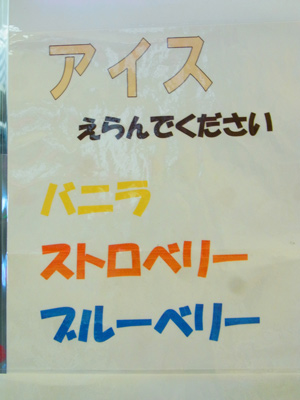 アイス
えらんでください
バニラ
ストロベリー
ブルーベリー